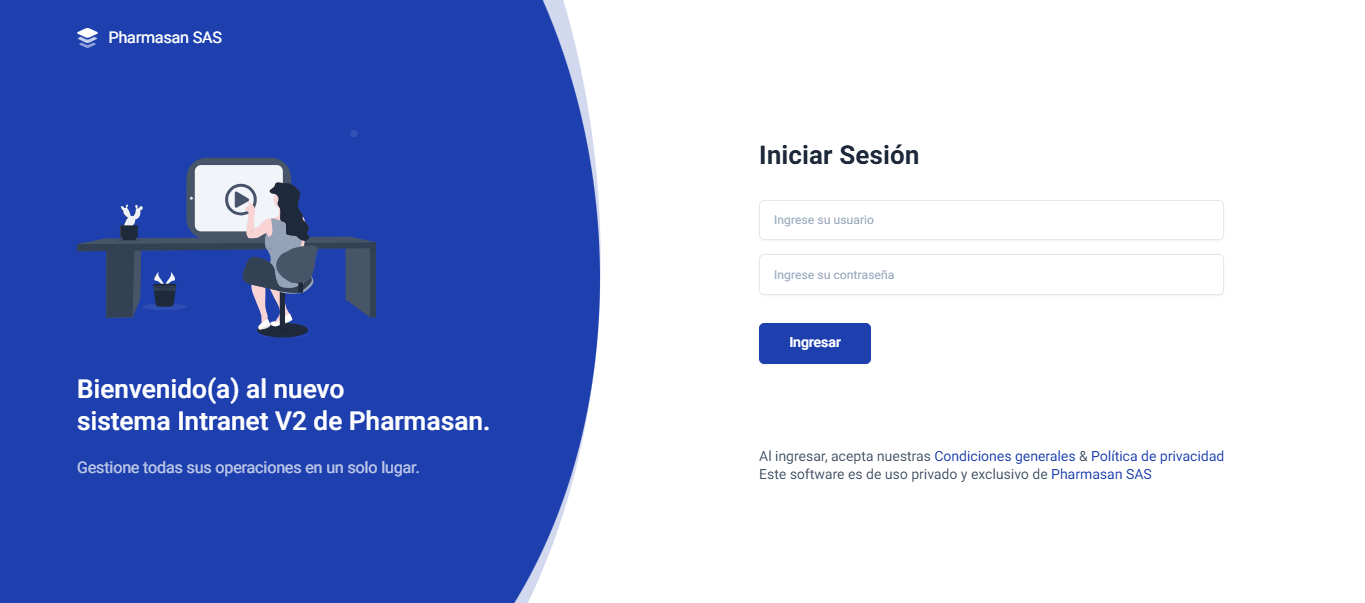 Pharmasan SAS
Bienvenido(a) al nuevo
sistema Intranet V2 de Pharmasan.
Gestione todas sus operaciones en un solo lugar.
Iniciar Sesión
Ingrese su usuario
Ingrese su contraseña
Ingresar
Al ingresar, acepta nuestras Condiciones generales & Política de privacidad
Este software es de uso privado y exclusivo de Pharmasan SAS